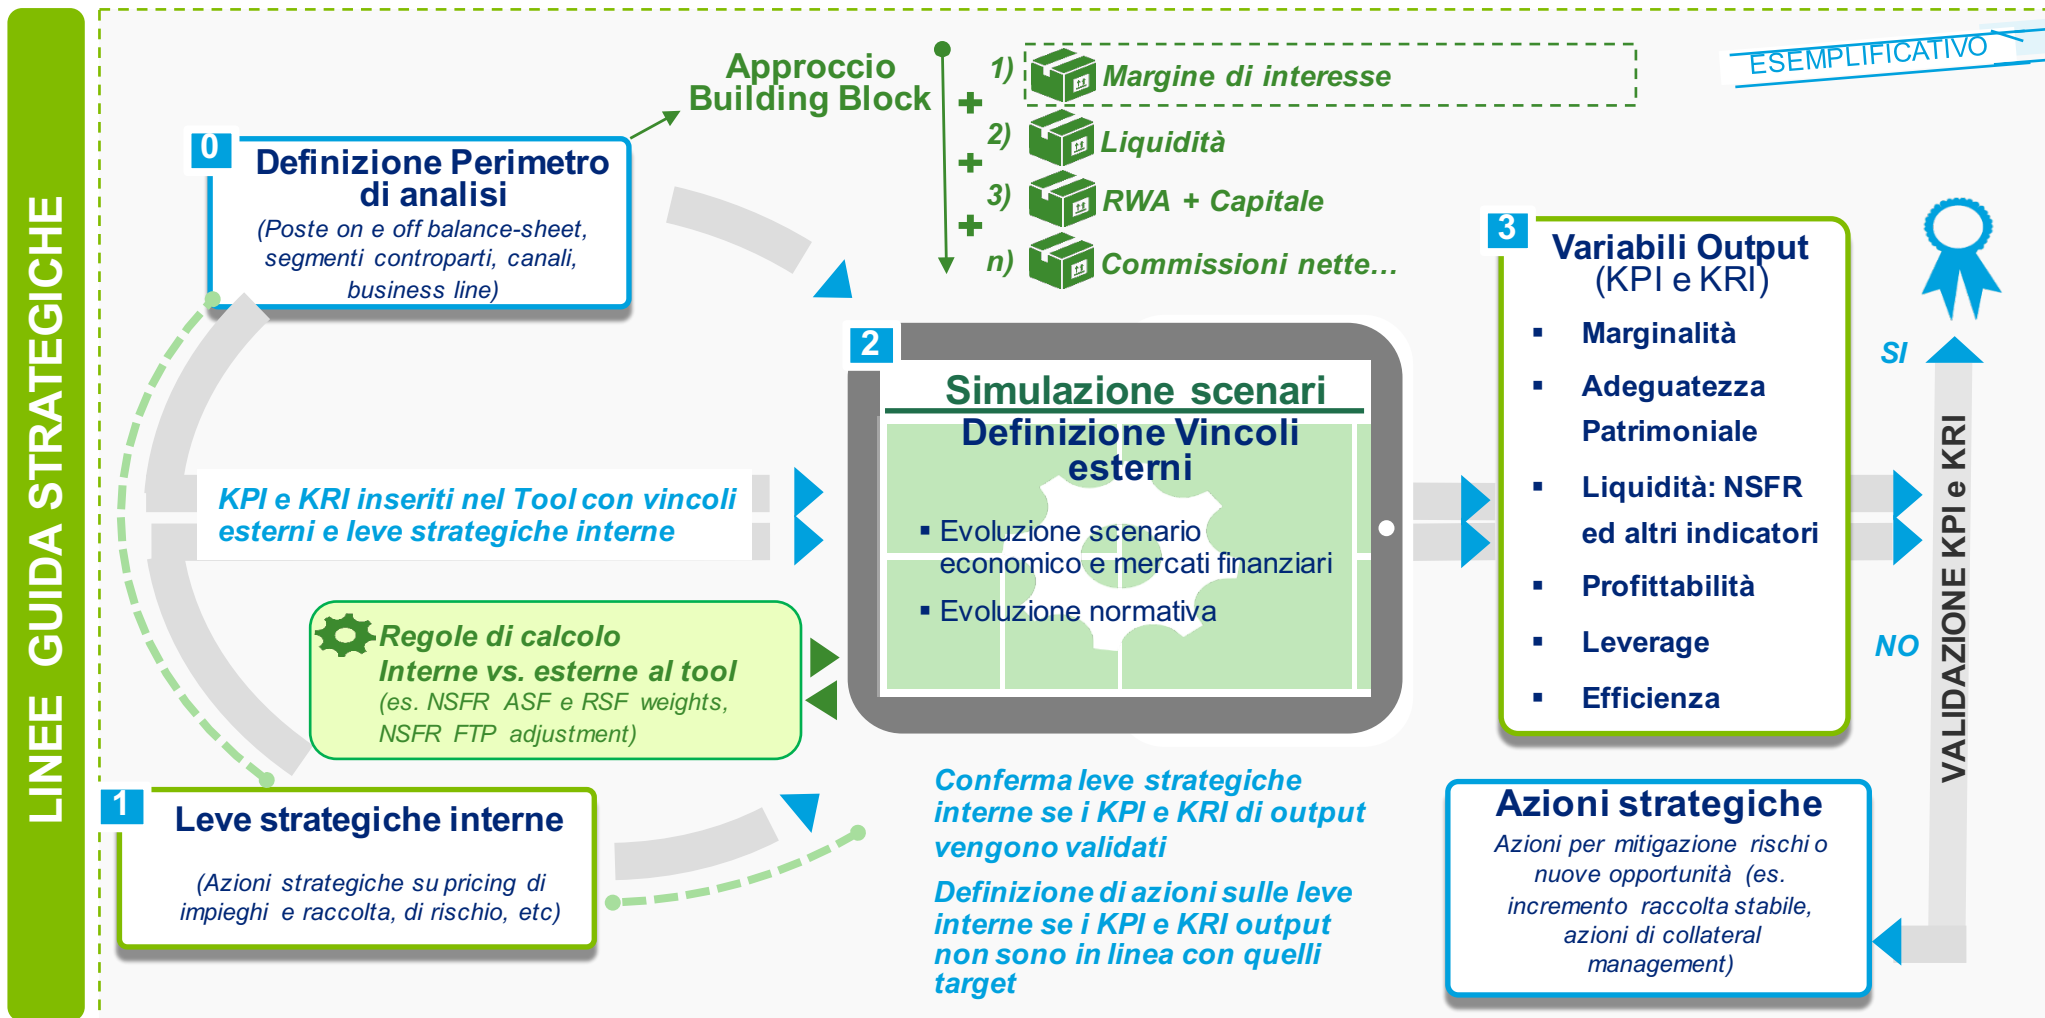 LINEE GUIDA STRATEGICHE
ESEMPLIFICATIVO
Approccio
Building Block
1) Margine di interesse
+
2) Liquidità
+
3) RWA + Capitale
+
n) Commissioni nette...
0
Definizione Perimetro
di analisi
(Poste on e off balance-sheet,
segmenti controparti, canali,
business line)
KPI e KRI inseriti nel Tool con vincoli
esterni e leve strategiche interne
Regole di calcolo
Interne vs. esterne al tool
(es. NSFR ASF e RSF weights,
NSFR FTP adjustment)
1
Leve strategiche interne
(Azioni strategiche su pricing di
impieghi e raccolta, di rischio, etc)
2
Simulazione scenari
Definizione Vincoli
esterni
▪ Evoluzione scenario
economico e mercati finanziari
▪ Evoluzione normativa
Conferma leve strategiche
interne se i KPI e KRI di output
vengono validati
Definizione di azioni sulle leve
interne se i KPI e KRI output
non sono in linea con quelli
target
3
Variabili Output
(KPI e KRI)
▪ Marginalità
▪ Adeguatezza
Patrimoniale
▪ Liquidità: NSFR
ed altri indicatori
▪ Profittabilità
▪ Leverage
▪ Efficienza
SI
NO
VALIDAZIONE KPI e KRI
Azioni strategiche
Azioni per mitigazione rischi o
nuove opportunità (es.
incremento raccolta stabile,
azioni di collateral
management)